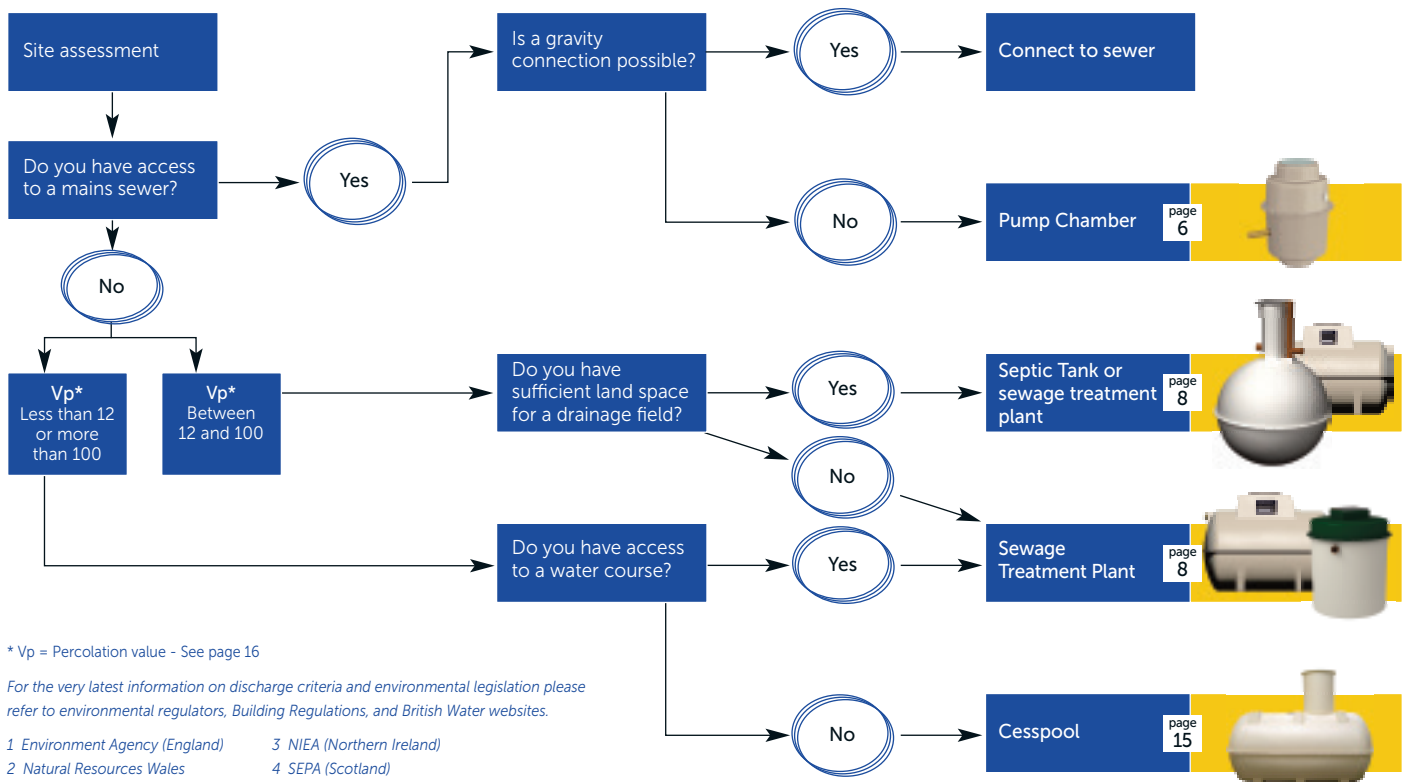 Site assessment
Is a gravity
connection possible?
Yes
Connect to sewer
Do you have access
to a mains sewer?
Yes
No
Pump Chamber
page
6
No
Vp*
Less than 12
or more
than 100
Vp*
Between
12 and 100
Do you have
sufficient land space
for a drainage field?
Yes
Septic Tank or
sewage treatment
plant
page
8
No
Do you have access
to a water course?
Yes
Sewage
Treatment Plant
page
8
No
Cesspool
page
15
* Vp = Percolation value - See page 16
For the very latest information on discharge criteria and environmental legislation please
refer to environmental regulators, Building Regulations, and British Water websites.
1 Environment Agency (England)
2 Natural Resources Wales
3 NIEA (Northern Ireland)
4 SEPA (Scotland)